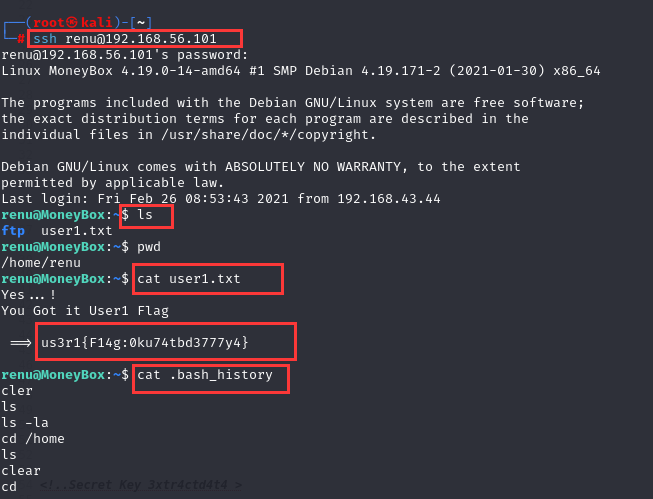 ┌──(root㉿kali)-[~]
└─# ssh renu@192.168.56.101
renu@192.168.56.101's password:
Linux MoneyBox 4.19.0-14-amd64 #1 SMP Debian 4.19.171-2 (2021-01-30) x86_64
The programs included with the Debian GNU/Linux system are free software;
the exact distribution terms for each program are described in the
individual files in /usr/share/doc/*/copyright.
Debian GNU/Linux comes with ABSOLUTELY NO WARRANTY, to the extent
permitted by applicable law.
Last login: Fri Feb 26 08:53:43 2021 from 192.168.43.44
renu@MoneyBox:~$ ls
ftp  user1.txt
renu@MoneyBox:~$ pwd
/home/renu
renu@MoneyBox:~$ cat user1.txt
Yes...!
You Got it User1 Flag
==> us3r1{F14g:0ku74tbd3777y4}
renu@MoneyBox:~$ cat .bash_history
cler
ls
ls -la
cd /home
ls
clear
cd
<!..Secret Key 3xtr4ctd4t4 >